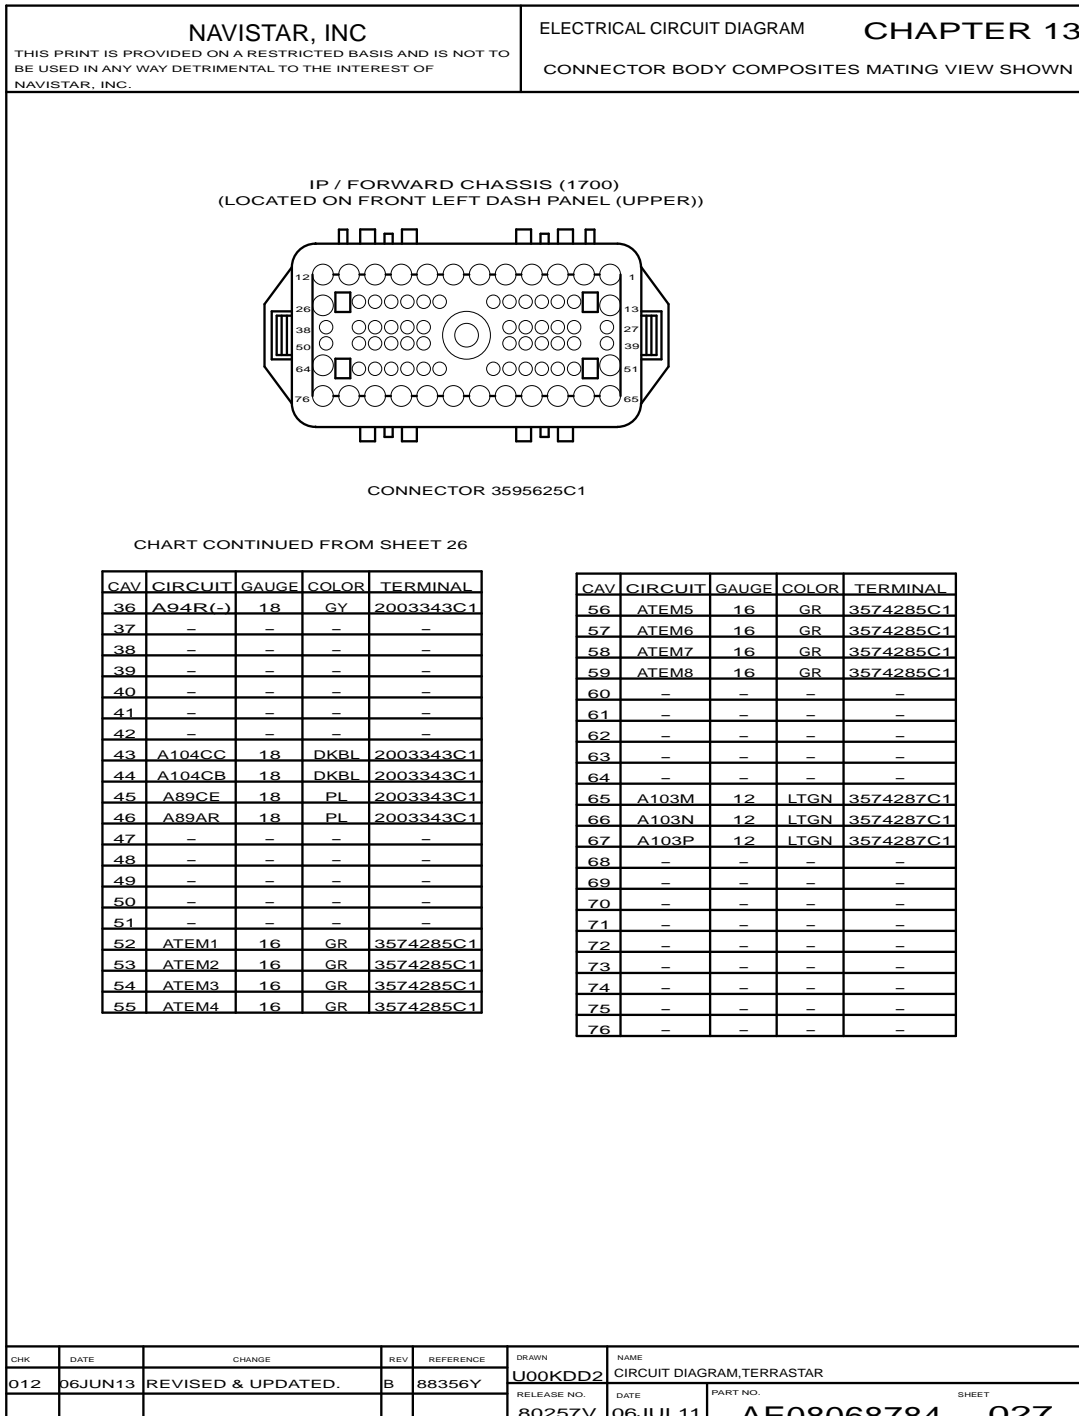 NAVISTAR, INC
THIS PRINT IS PROVIDED ON A RESTRICTED BASIS AND IS NOT TO
BE USED IN ANY WAY DETRIMENTAL TO THE INTEREST OF
NAVISTAR, INC.
ELECTRICAL CIRCUIT DIAGRAM CHAPTER 13
CONNECTOR BODY COMPOSITES MATING VIEW SHOWN
IP / FORWARD CHASSIS (1700)
(LOCATED ON FRONT LEFT DASH PANEL (UPPER))
12 1
26 13
38 27
50 39
64 51
76 65
CONNECTOR 3595625C1
CHART CONTINUED FROM SHEET 26
CAV CIRCUIT GAUGE COLOR TERMINAL
36 A94R(-) 18 GY 2003343C1
37 – – – –
38 – – – –
39 – – – –
40 – – – –
41 – – – –
42 – – – –
43 A104CC 18 DKBL 2003343C1
44 A104CB 18 DKBL 2003343C1
45 A89CE 18 PL 2003343C1
46 A89AR 18 PL 2003343C1
47 – – – –
48 – – – –
49 – – – –
50 – – – –
51 – – – –
52 ATEM1 16 GR 3574285C1
53 ATEM2 16 GR 3574285C1
54 ATEM3 16 GR 3574285C1
55 ATEM4 16 GR 3574285C1
CAV CIRCUIT GAUGE COLOR TERMINAL
56 ATEM5 16 GR 3574285C1
57 ATEM6 16 GR 3574285C1
58 ATEM7 16 GR 3574285C1
59 ATEM8 16 GR 3574285C1
60 – – – –
61 – – – –
62 – – – –
63 – – – –
64 – – – –
65 A103M 12 LTGN 3574287C1
66 A103N 12 LTGN 3574287C1
67 A103P 12 LTGN 3574287C1
68 – – – –
69 – – – –
70 – – – –
71 – – – –
72 – – – –
73 – – – –
74 – – – –
75 – – – –
76 – – – –
CHK DATE CHANGE REV REFERENCE
012 06JUN13 REVISED & UPDATED. B 88356Y
DRAWN NAME
U00KDD2 CIRCUIT DIAGRAM,TERRASTAR
RELEASE NO. DATE PART NO. SHEET
80257V 06JUL11 AE08068784 027